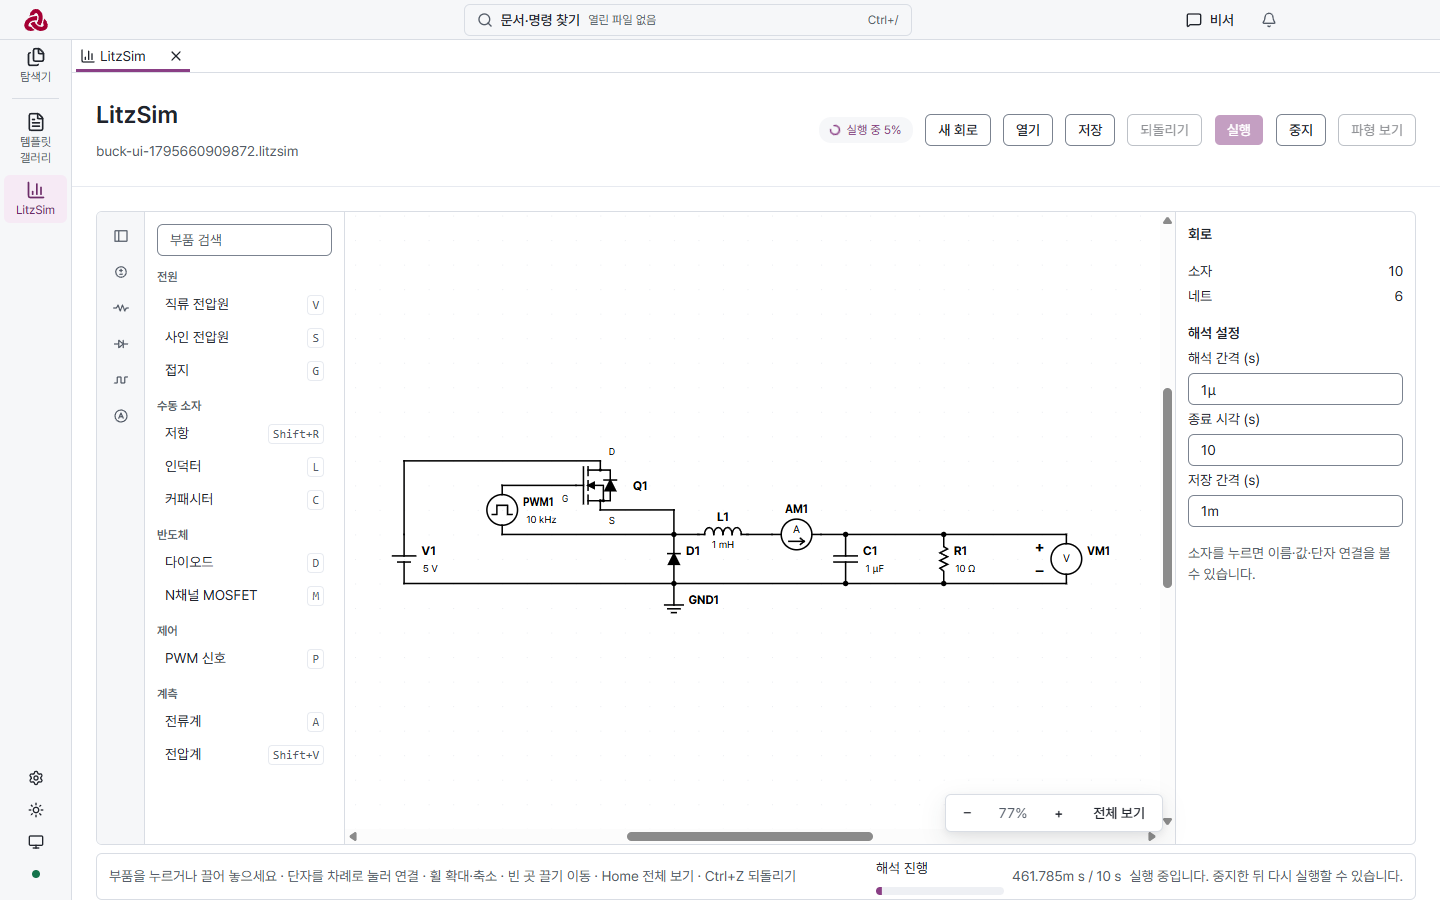 문서·명령 찾기 열린 파일 없음 Ctrl+/
비서
탐색기
템플릿
갤러리
LitzSim
LitzSim
LitzSim
buck-ui-1795660909872.litzsim
실행 중 5%
새 회로
열기
저장
되돌리기
실행
중지
파형 보기
부품 검색
전원
직류 전압원 V
사인 전압원 S
접지 G
수동 소자
저항 Shift+R
인덕터 L
커패시터 C
반도체
다이오드 D
N채널 MOSFET M
제어
PWM 신호 P
계측
전류계 A
전압계 Shift+V
D
Q1
PWM1 G
10 kHz
S
L1
1 mH
AM1
A
V1
5 V
D1
C1
1 µF
R1
10 Ω
V
VM1
GND1
77%
전체 보기
회로
소자 10
네트 6
해석 설정
해석 간격 (s)
1µ
종료 시각 (s)
10
저장 간격 (s)
1m
소자를 누르면 이름·값·단자 연결을 볼
수 있습니다.
부품을 누르거나 끌어 놓으세요 · 단자를 차례로 눌러 연결 · 휠 확대·축소 · 빈 곳 끌기 이동 · Home 전체 보기 · Ctrl+Z 되돌리기
해석 진행
461.785m s / 10 s 실행 중입니다. 중지한 뒤 다시 실행할 수 있습니다.